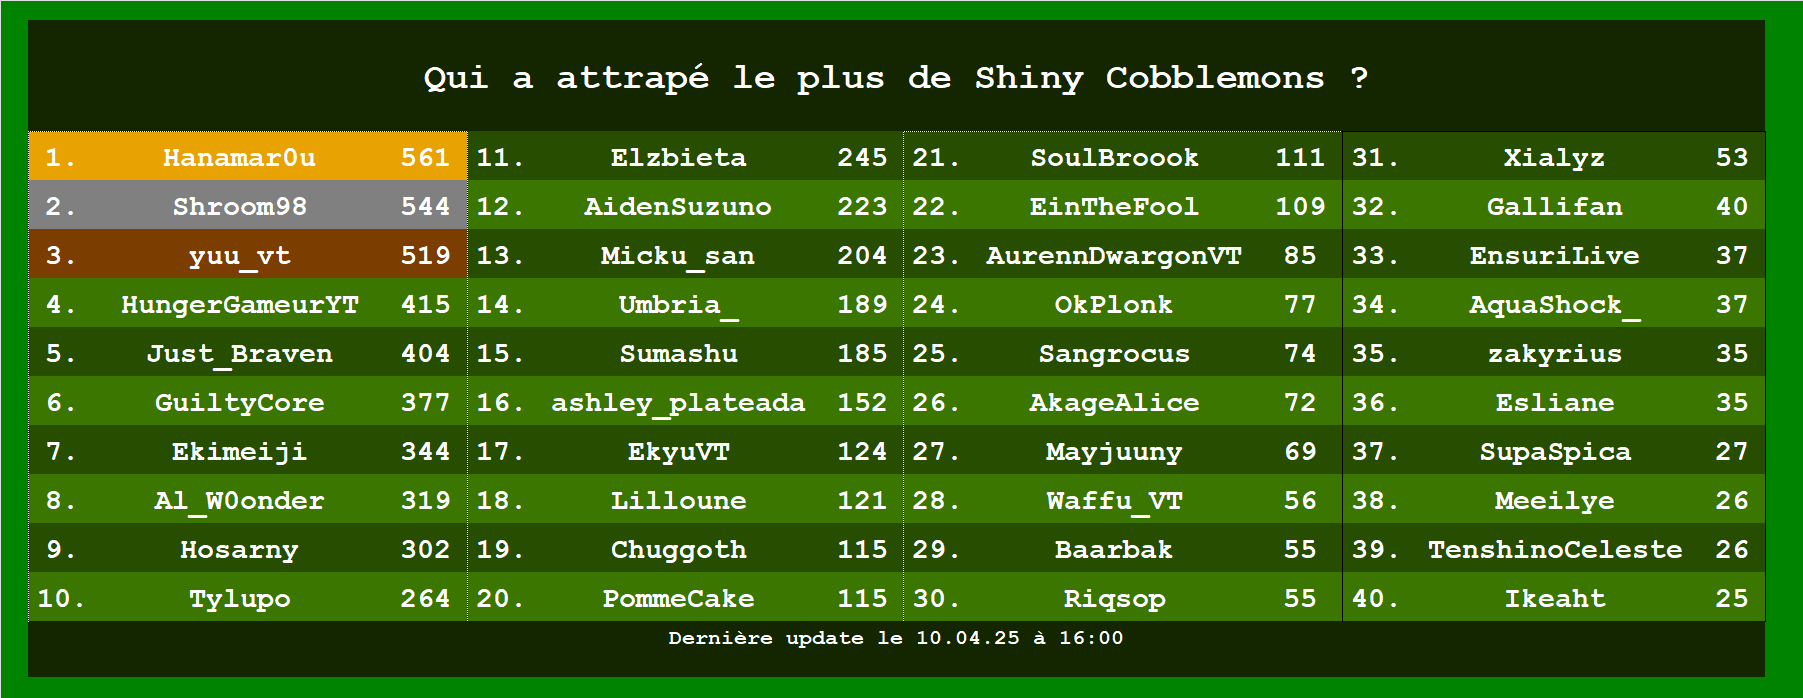 Qui a attrapé le plus de Shiny Cobblemons ?
1. Hanamar0u 561
2. Shroom98 544
3. yuu_vt 519
4. HungerGameurYT 415
5. Just_Braven 404
6. GuiltyCore 377
7. Ekimeiji 344
8. Al_W0onder 319
9. Hosarny 302
10. Tylupo 264
11. Elzbieta 245
12. AidenSuzuno 223
13. Micku_san 204
14. Umbria_ 189
15. Sumashu 185
16. ashley_plateada 152
17. EkyuVT 124
18. Lilloune 121
19. Chuggoth 115
20. PommeCake 115
21. SoulBroook 111
22. EinTheFool 109
23. AurennDwargonVT 85
24. OkPlonk 77
25. Sangrocus 74
26. AkageAlice 72
27. Mayjuuny 69
28. Waffu_VT 56
29. Baarbak 55
30. Riqsop 55
31. Xialyz 53
32. Gallifan 40
33. EnsuriLive 37
34. AquaShock_ 37
35. zakyrius 35
36. Esliane 35
37. SupaSpica 27
38. Meeilye 26
39. TenshinoCeleste 26
40. Ikeaht 25
Dernière update le 10.04.25 à 16:00